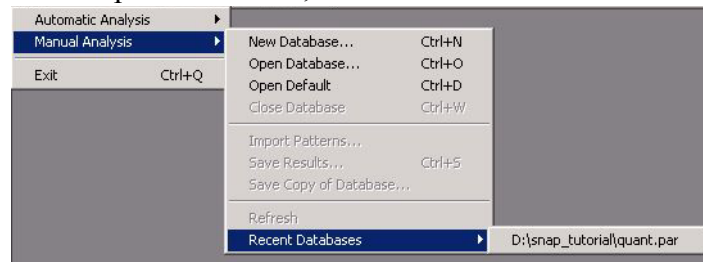 Automatic Analysis
Manual Analysis
Exit Ctrl+Q
New Database... Ctrl+N
Open Database... Ctrl+O
Open Default Ctrl+D
Close Database Ctrl+W
Import Patterns...
Save Results... Ctrl+S
Save Copy of Database...
Refresh
Recent Databases
D:\snap_tutorial\quant.par